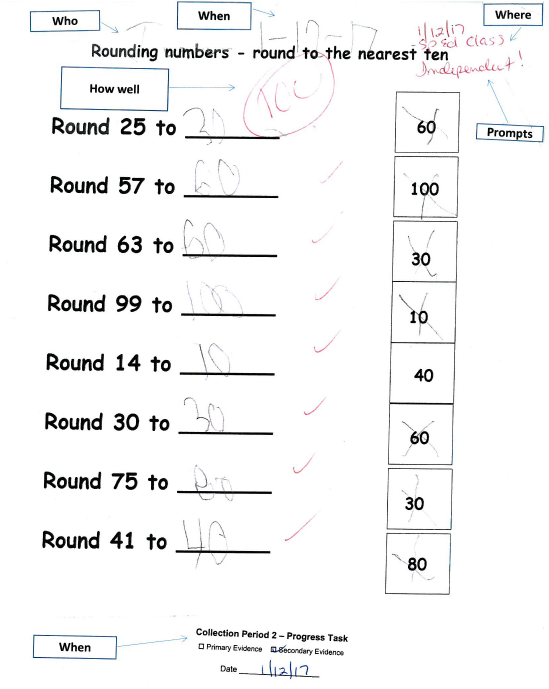 Who
When
Where
1-12-17
1/12/17
- sped class
Independent!
Rounding numbers - round to the nearest ten
How well
100
Prompts
Round 25 to 30
60
Round 57 to 60
100
Round 63 to 60
30
Round 99 to 100
10
Round 14 to 10
40
Round 30 to 30
60
Round 75 to 80
30
Round 41 to 40
80
When
Collection Period 2 – Progress Task
Primary Evidence Secondary Evidence
Date 1/12/17